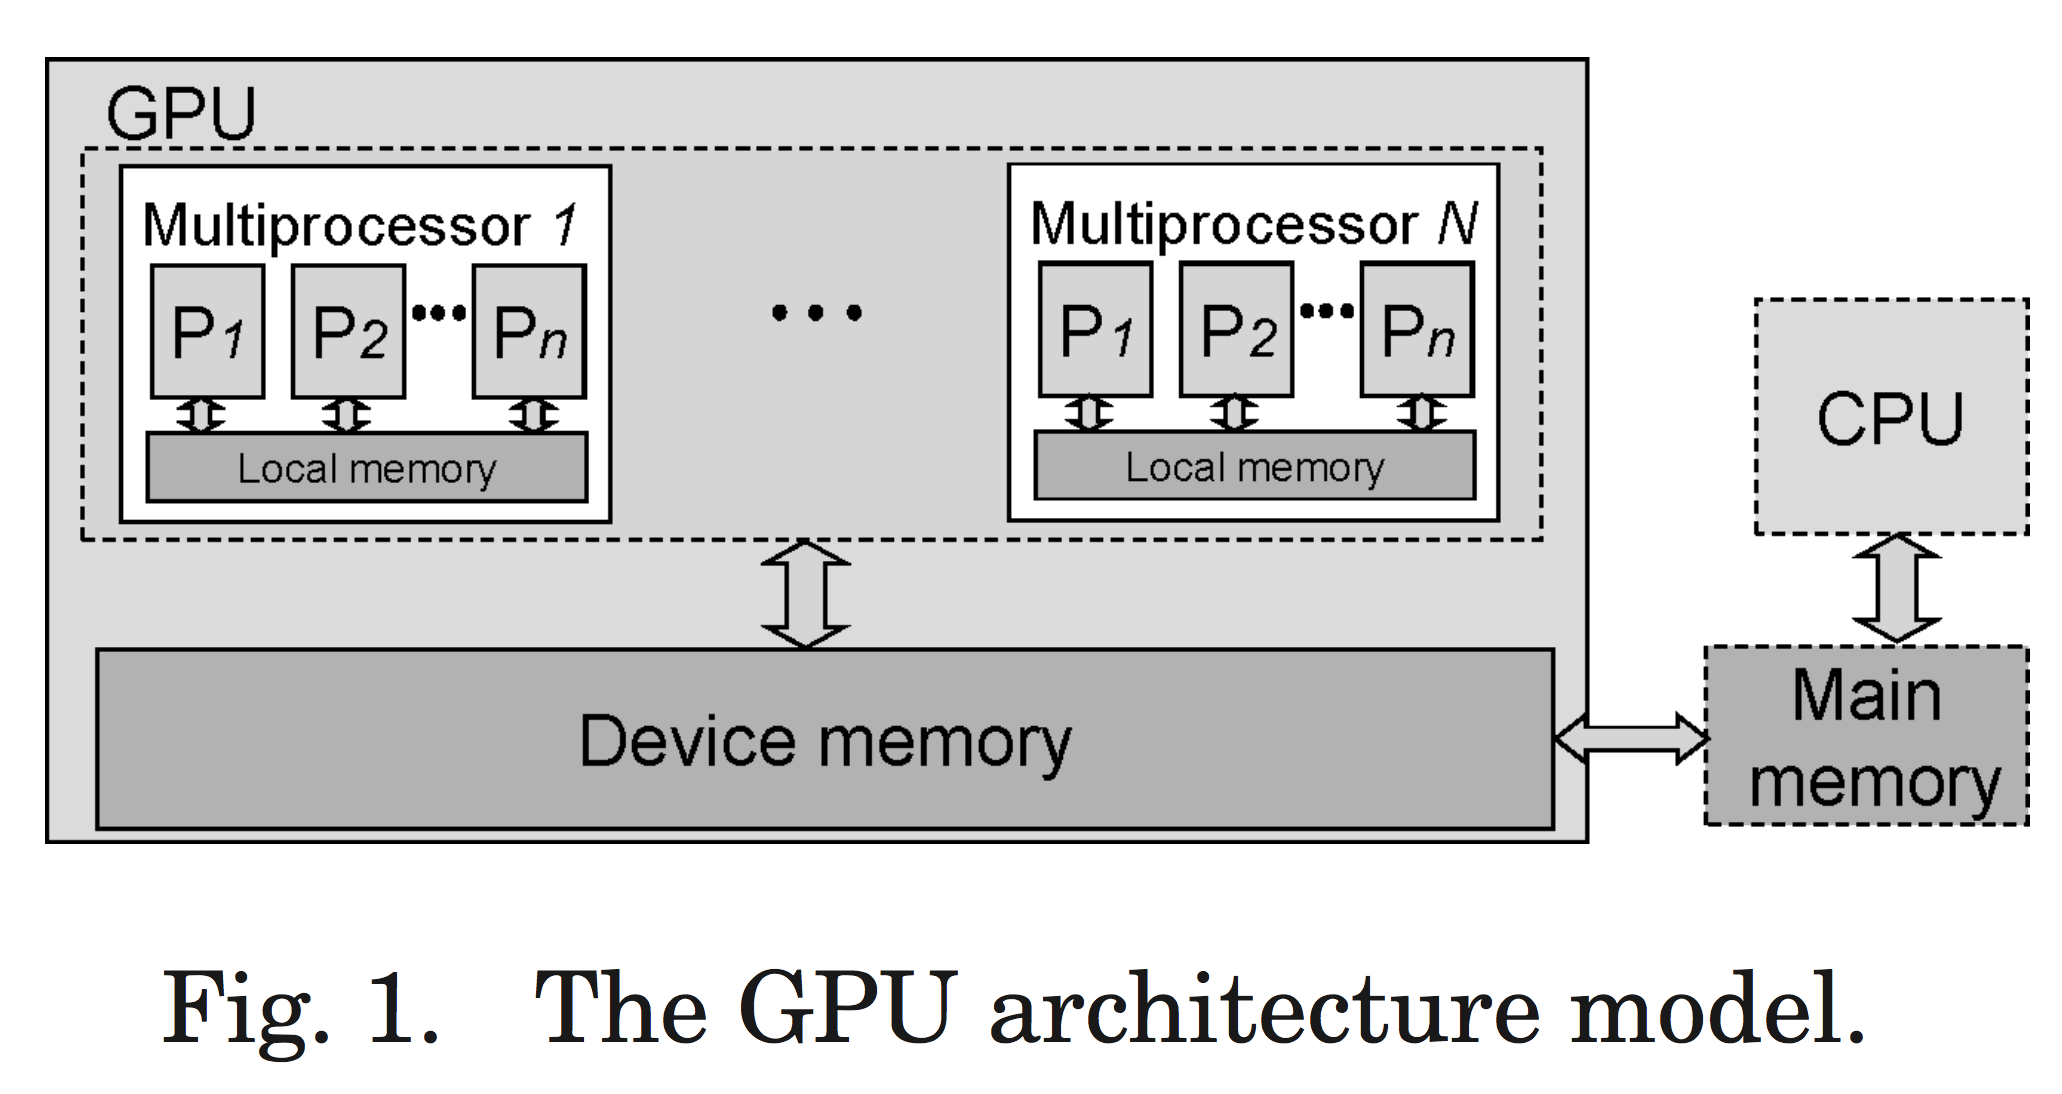 GPU
Multiprocessor 1
P1 P2 ••• Pn
Local memory
• • •
Multiprocessor N
P1 P2 ••• Pn
Local memory
CPU
Device memory
Main
memory
Fig. 1. The GPU architecture model.